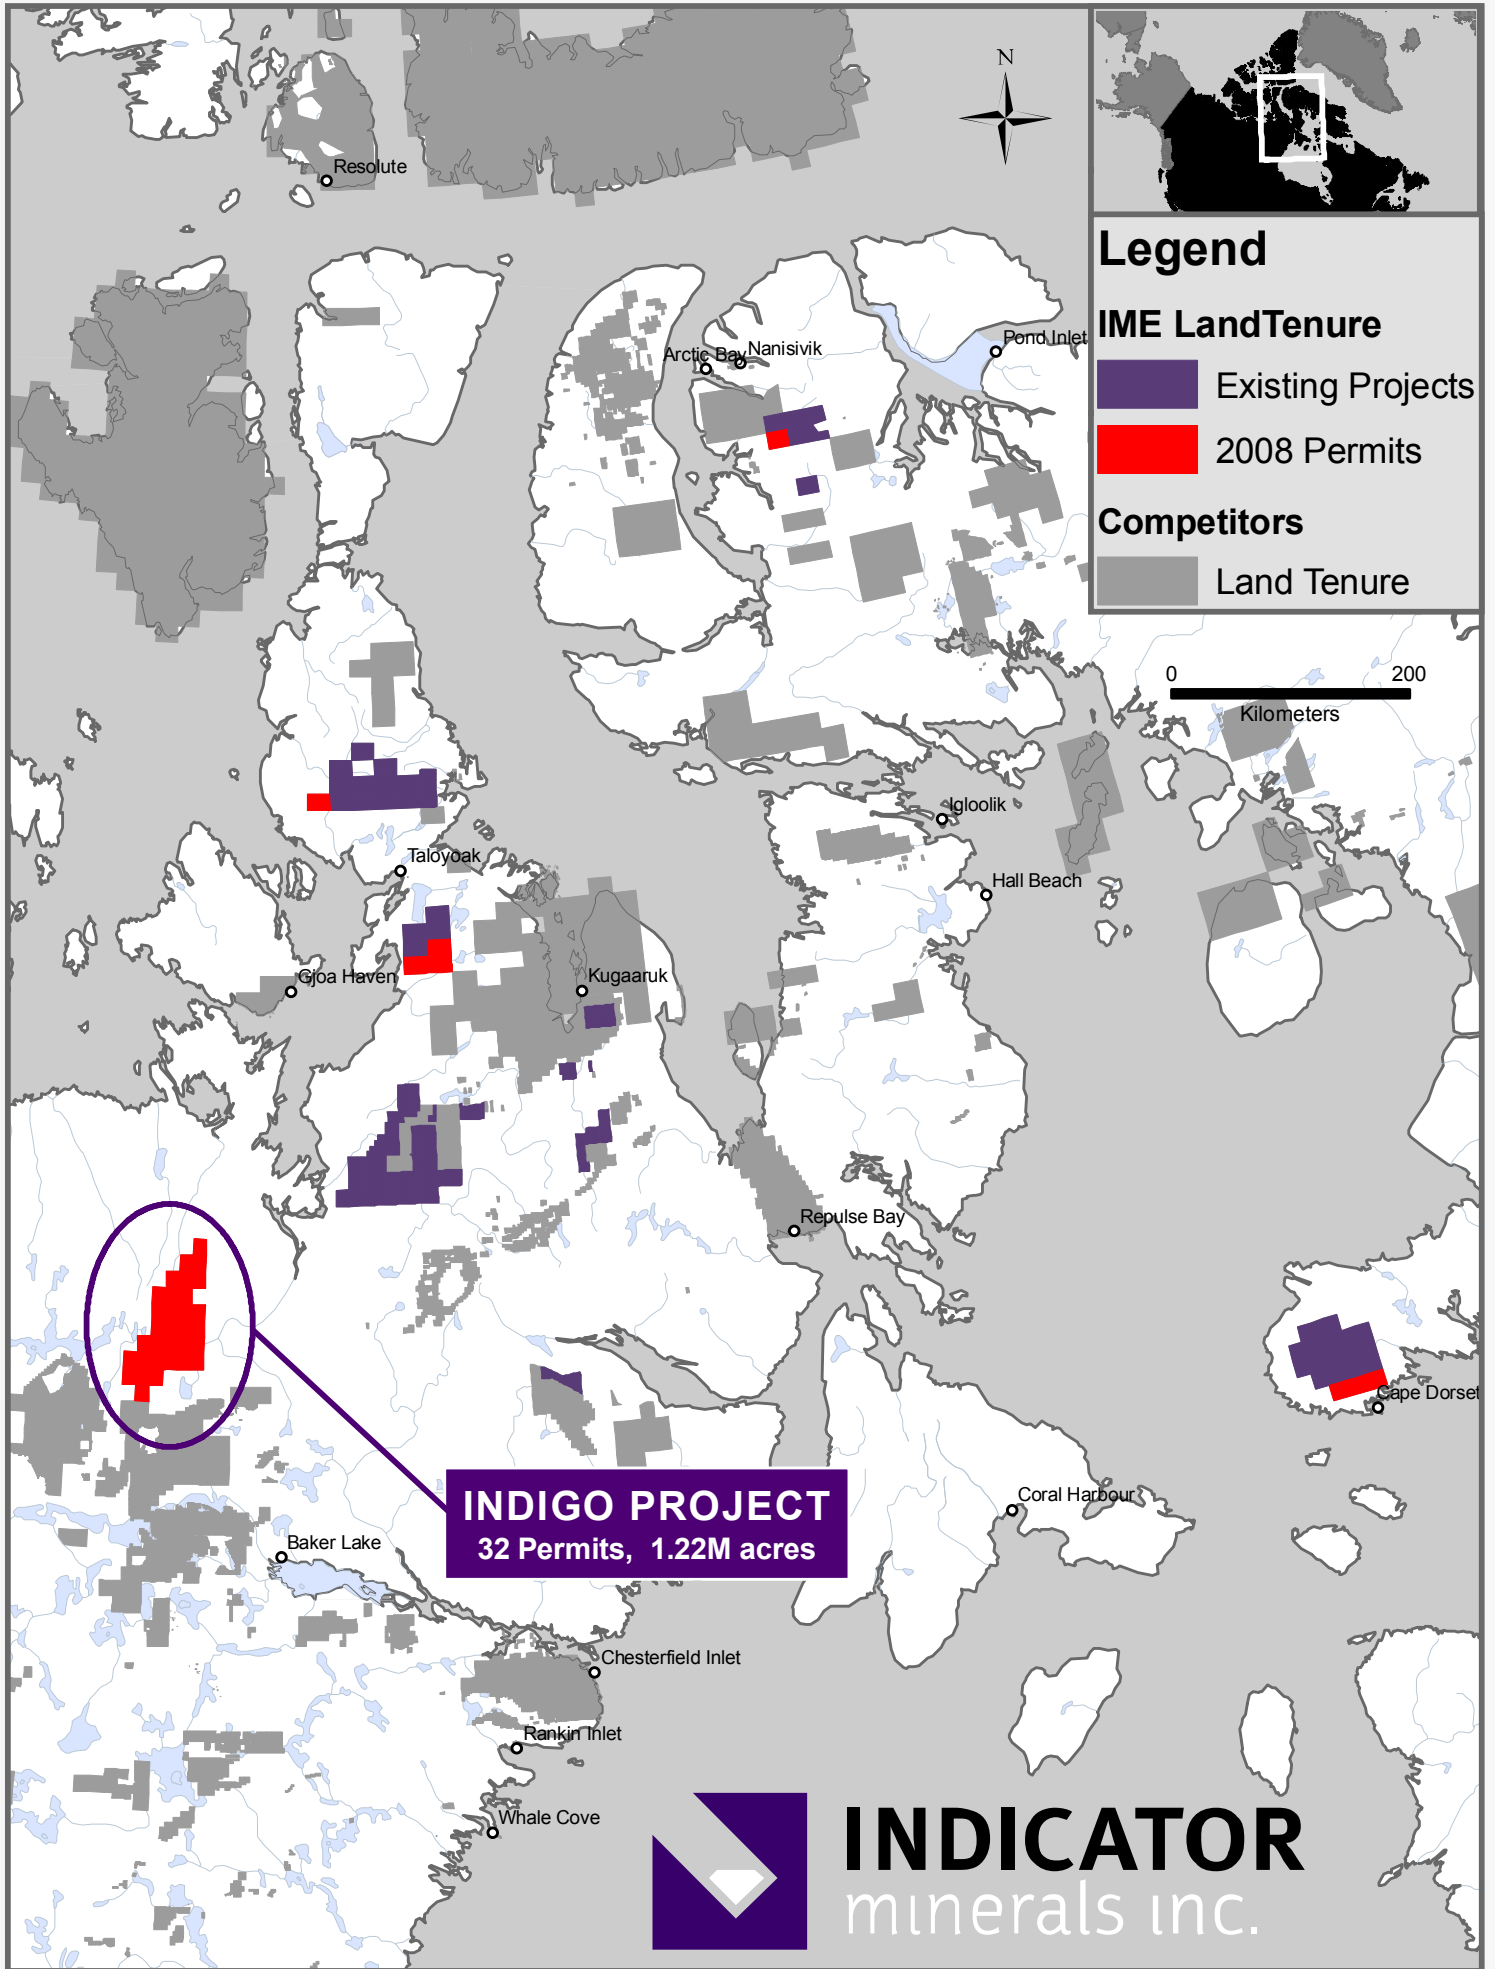 N
Resolute
Legend
IME LandTenure
Existing Projects
2008 Permits
Competitors
Land Tenure
Pond Inlet
Arctic Bay
Nanisivik
0 200
Kilometers
Igloolik
Taloyoak
Hall Beach
Gjoa Haven
Kugaaruk
Repulse Bay
Cape Dorset
INDIGO PROJECT
32 Permits, 1.22M acres
Coral Harbour
Baker Lake
Chesterfield Inlet
Rankin Inlet
Whale Cove
INDICATOR
minerals inc.